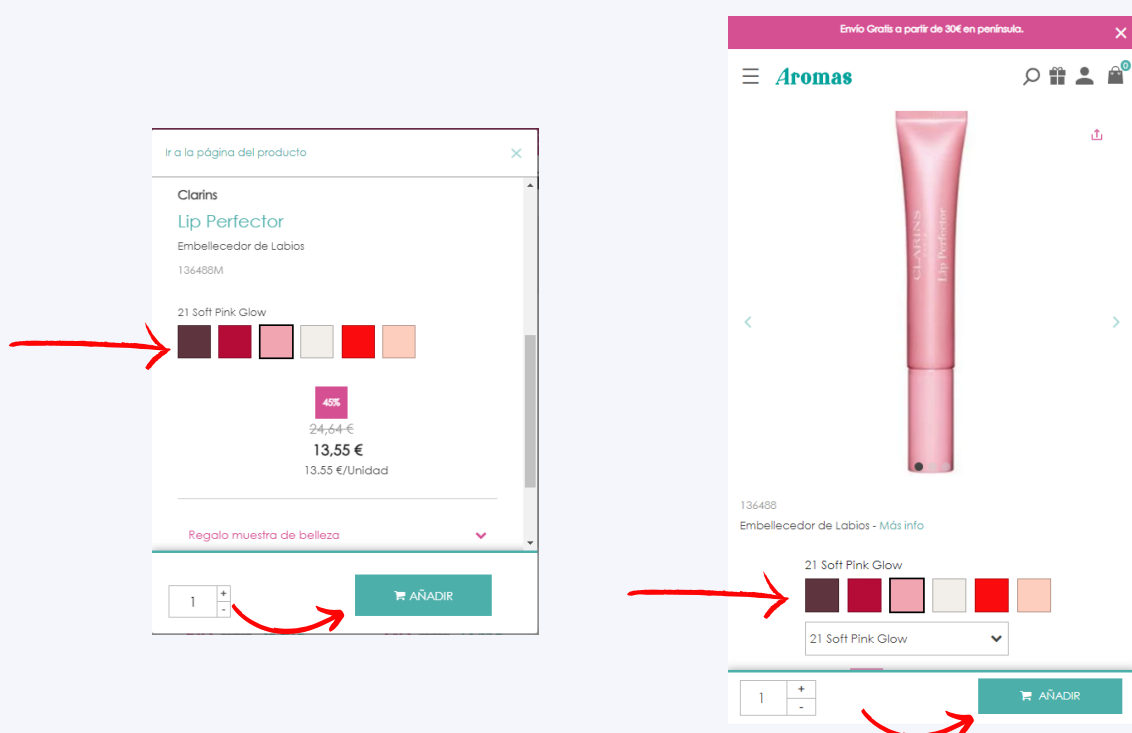 Ir a la página del producto
Clarins
Lip Perfector
Embellecedor de Labios
136488M
21 Soft Pink Glow
45%
24,64 €
13,55 €
13.55 €/Unidad
Regalo muestra de belleza
1
+
-
AÑADIR
Envío Gratis a partir de 30€ en península.
Aromas
0
CLARINS
Lip Perfector
136488
Embellecedor de Labios - Más info
21 Soft Pink Glow
21 Soft Pink Glow
1
+
-
AÑADIR